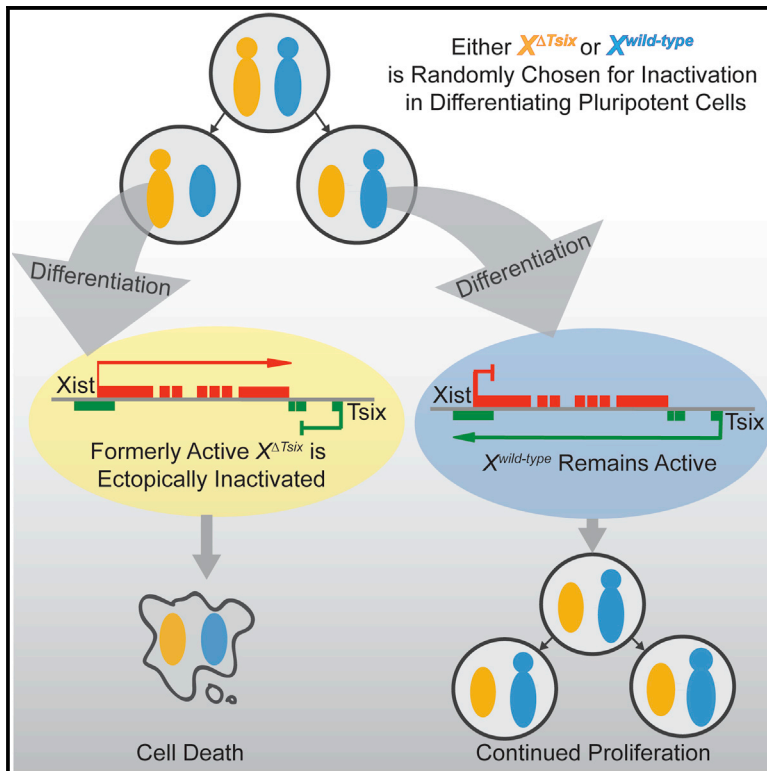 Either X^ΔTsix or X^wild-type
is Randomly Chosen for Inactivation
in Differentiating Pluripotent Cells
Differentiation
Differentiation
Xist
Tsix
Formerly Active X^ΔTsix is
Ectopically Inactivated
Xist
Tsix
X^wild-type Remains Active
Cell Death
Continued Proliferation